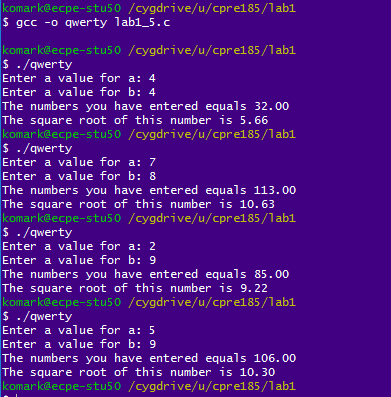 komark@ecpe-stu50 /cygdrive/u/cpre185/lab1
$ gcc -o qwerty lab1_5.c
komark@ecpe-stu50 /cygdrive/u/cpre185/lab1
$ ./qwerty
Enter a value for a: 4
Enter a value for b: 4
The numbers you have entered equals 32.00
The square root of this number is 5.66
komark@ecpe-stu50 /cygdrive/u/cpre185/lab1
$ ./qwerty
Enter a value for a: 7
Enter a value for b: 8
The numbers you have entered equals 113.00
The square root of this number is 10.63
komark@ecpe-stu50 /cygdrive/u/cpre185/lab1
$ ./qwerty
Enter a value for a: 2
Enter a value for b: 9
The numbers you have entered equals 85.00
The square root of this number is 9.22
komark@ecpe-stu50 /cygdrive/u/cpre185/lab1
$ ./qwerty
Enter a value for a: 5
Enter a value for b: 9
The numbers you have entered equals 106.00
The square root of this number is 10.30
komark@ecpe-stu50 /cygdrive/u/cpre185/lab1
$